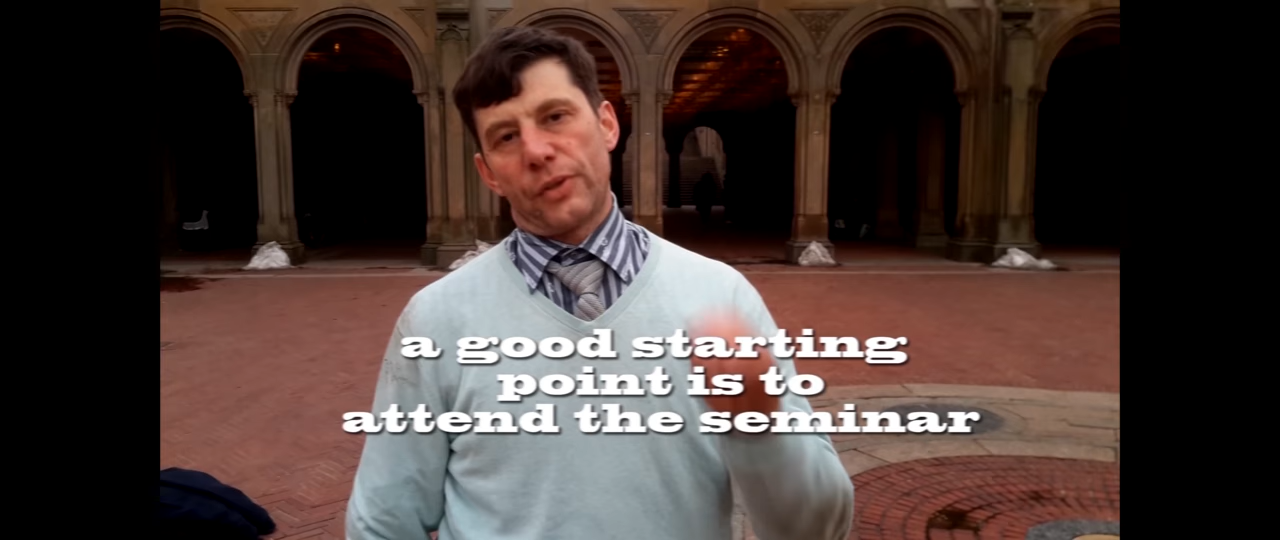 a good starting
point is to
attend the seminar